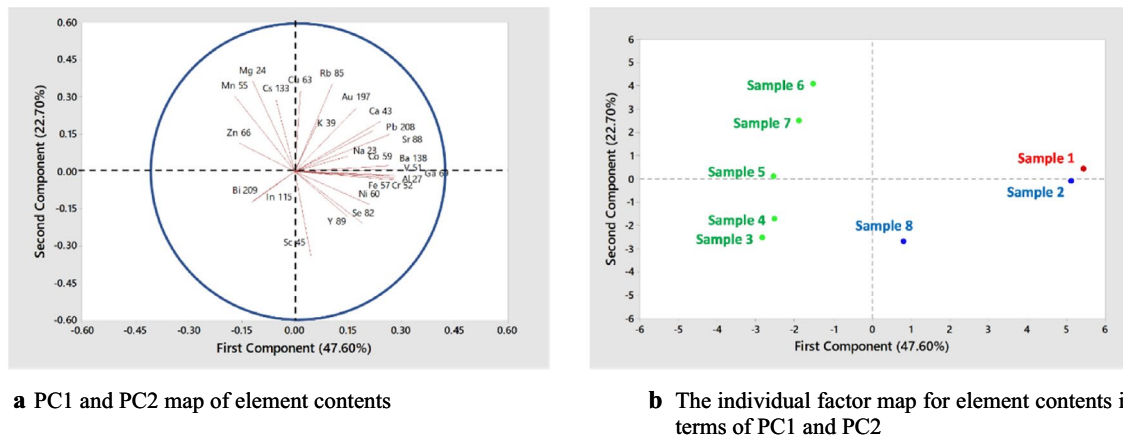 0.60
0.45
0.30
0.15
0.00
-0.15
-0.30
-0.45
-0.60
Second Component (22.70%)
Mg 24
Mn 55
Cs 133
Cu 63
Rb 85
Au 197
K 39
Ca 43
Pb 208
Sr 88
Zn 66
Na 23
Co 59
Ba 138
V 51
Ga 69
Al 27
Fe 57
Cr 52
Ni 60
Bi 209
In 115
Se 82
Y 89
Sc 45
-0.60 -0.45 -0.30 -0.15 0.00 0.15 0.30 0.45 0.60
First Component (47.60%)
a PC1 and PC2 map of element contents
6
5
4
3
2
1
0
-1
-2
-3
-4
-5
-6
Second Component (22.70%)
Sample 6
Sample 7
Sample 5
Sample 1
Sample 2
Sample 4
Sample 8
Sample 3
-6 -5 -4 -3 -2 -1 0 1 2 3 4 5 6
First Component (47.60%)
b The individual factor map for element contents i
terms of PC1 and PC2